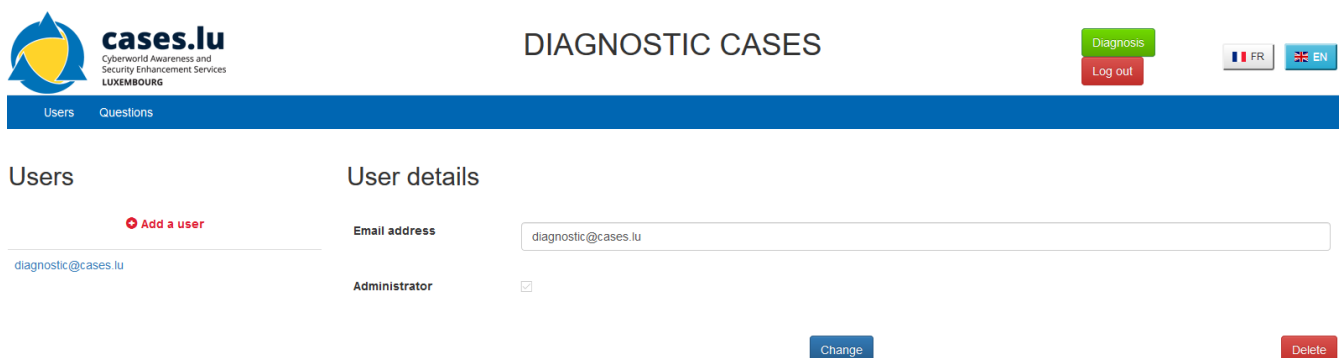 cases.lu
Cyberworld Awareness and
Security Enhancement Services
LUXEMBOURG
DIAGNOSTIC CASES
Diagnosis
Log out
FR
EN
Users Questions
Users
Add a user
diagnostic@cases.lu
User details
Email address diagnostic@cases.lu
Administrator
Change Delete